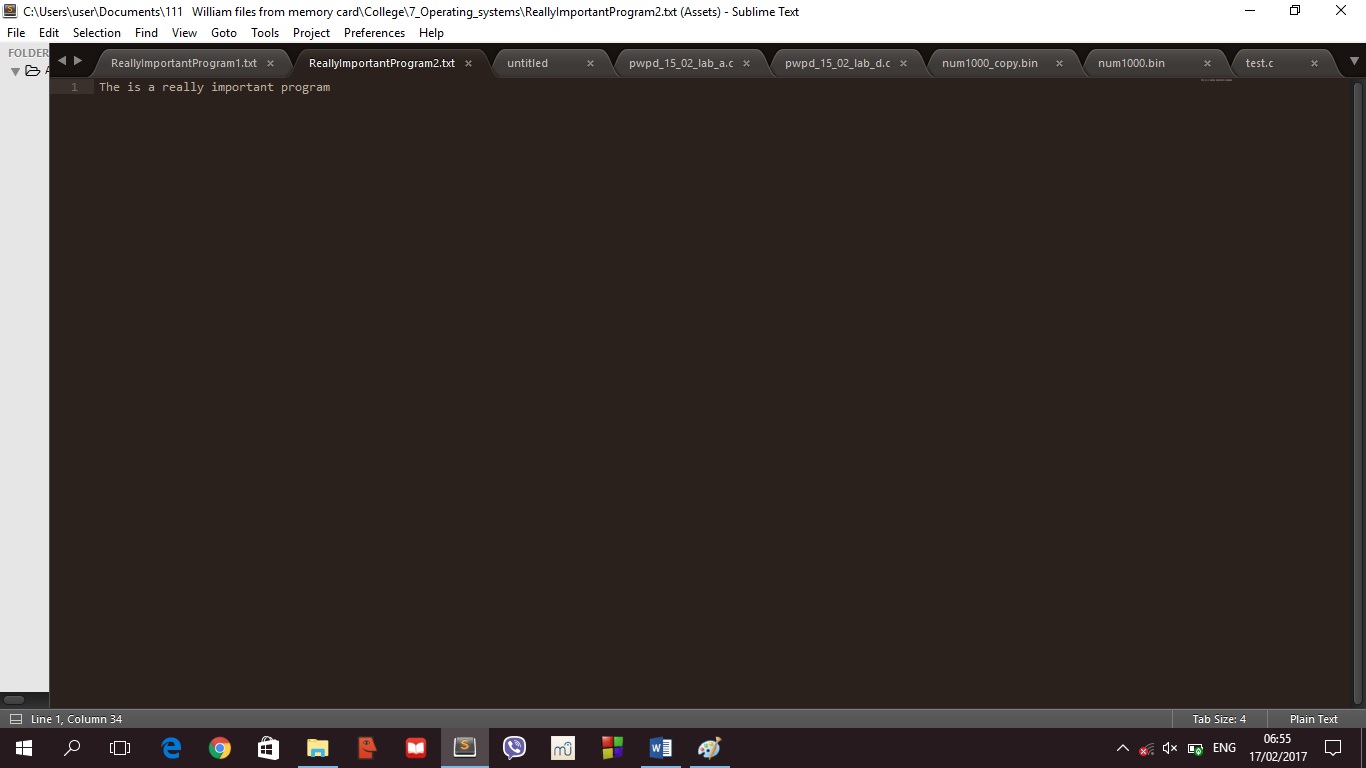 C:\Users\user\Documents\111   William files from memory card\College\7_Operating_systems\ReallyImportantProgram2.txt (Assets) - Sublime Text
File Edit Selection Find View Goto Tools Project Preferences Help
FOLDER
ReallyImportantProgram1.txt ReallyImportantProgram2.txt untitled pwpd_15_02_lab_a.c pwpd_15_02_lab_d.c num1000_copy.bin num1000.bin test.c
1 The is a really important program
Line 1, Column 34 Tab Size: 4 Plain Text
ENG 06:55
17/02/2017